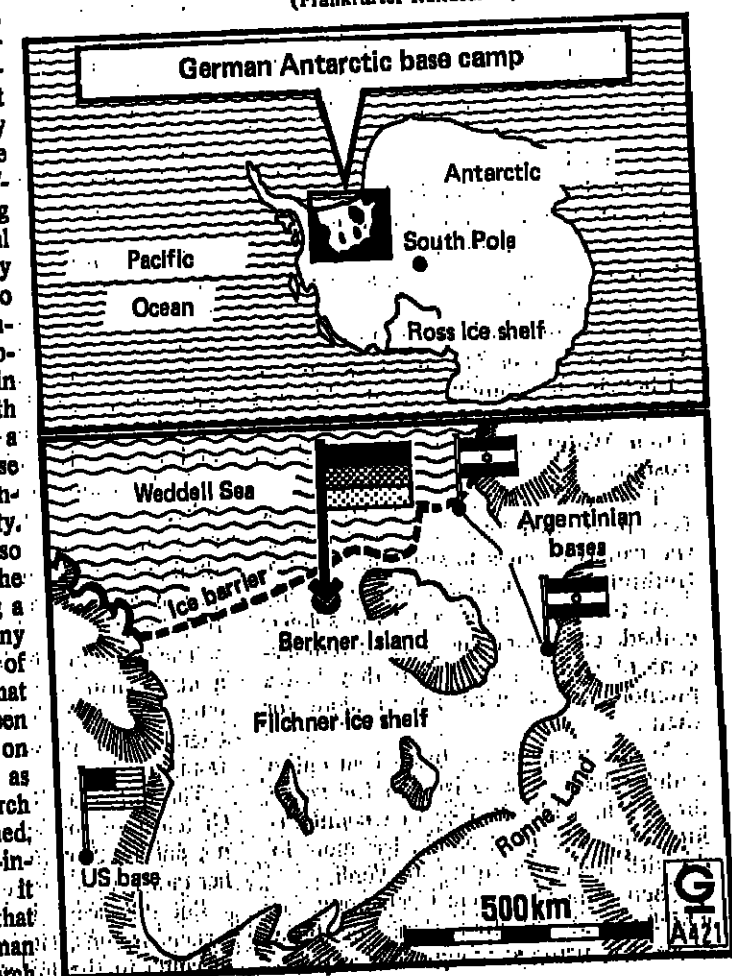 (Frankfurter
German Antarctic base camp
Antarctic
South Pole
Pacific
Ocean
Ross Ice shelf
Weddell Sea
Argentinian
bases
Ice barrier
Berkner Island
Filchner Ice shelf
Ronne Land
US base
500km
G
A421